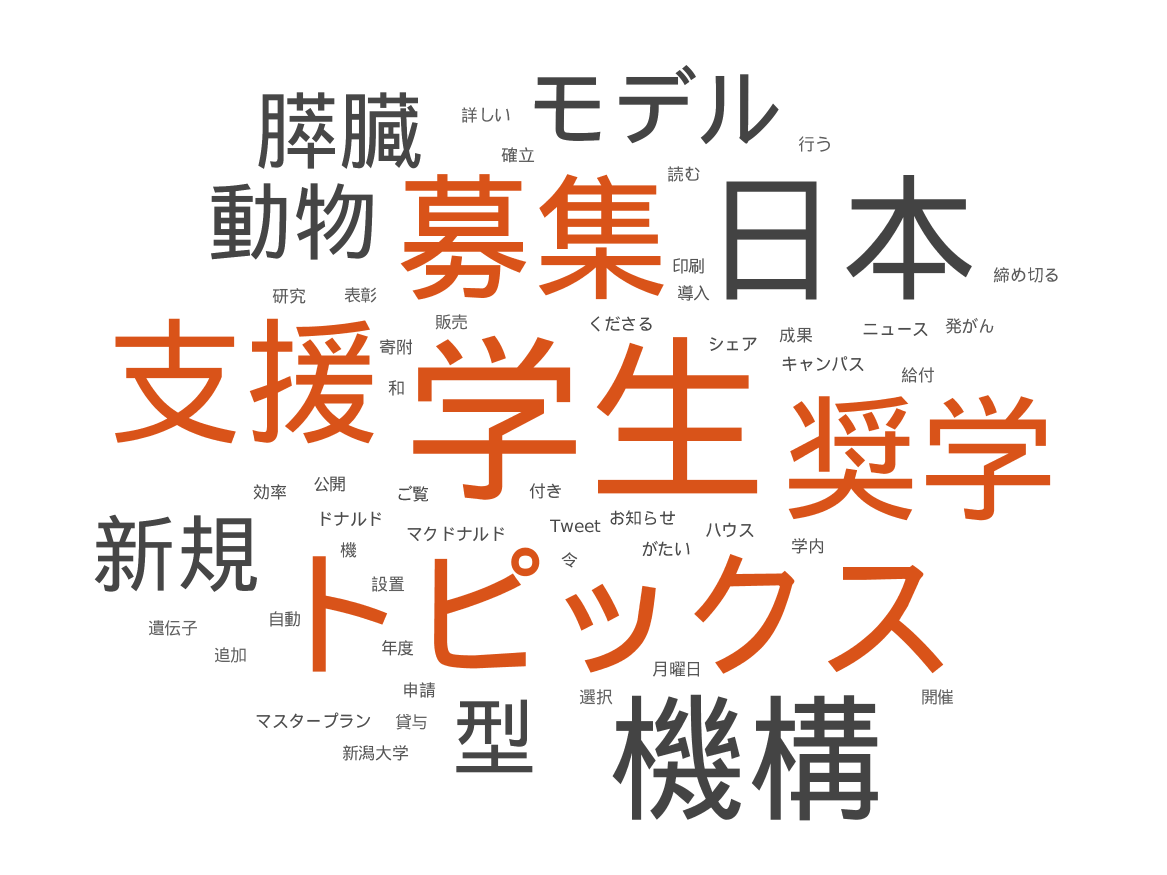 モデル
膵臓
詳しい
行う
確立
読む
動物
募集
日本
印刷
締め切る
導入
研究
表彰
販売
くださる
ニュース
発がん
支援
寄附
学生
シェア
成果
キャンパス
和
給付
奨学
効率
公開
ご覧
付き
新規
ドナルド
マクドナルド
Tweet
お知らせ
ハウス
機
令
がたい
学内
トピックス
設置
遺伝子
自動
追加
年度
月曜日
申請
選択
開催
マスタープラン
貸与
型
機構
新潟大学